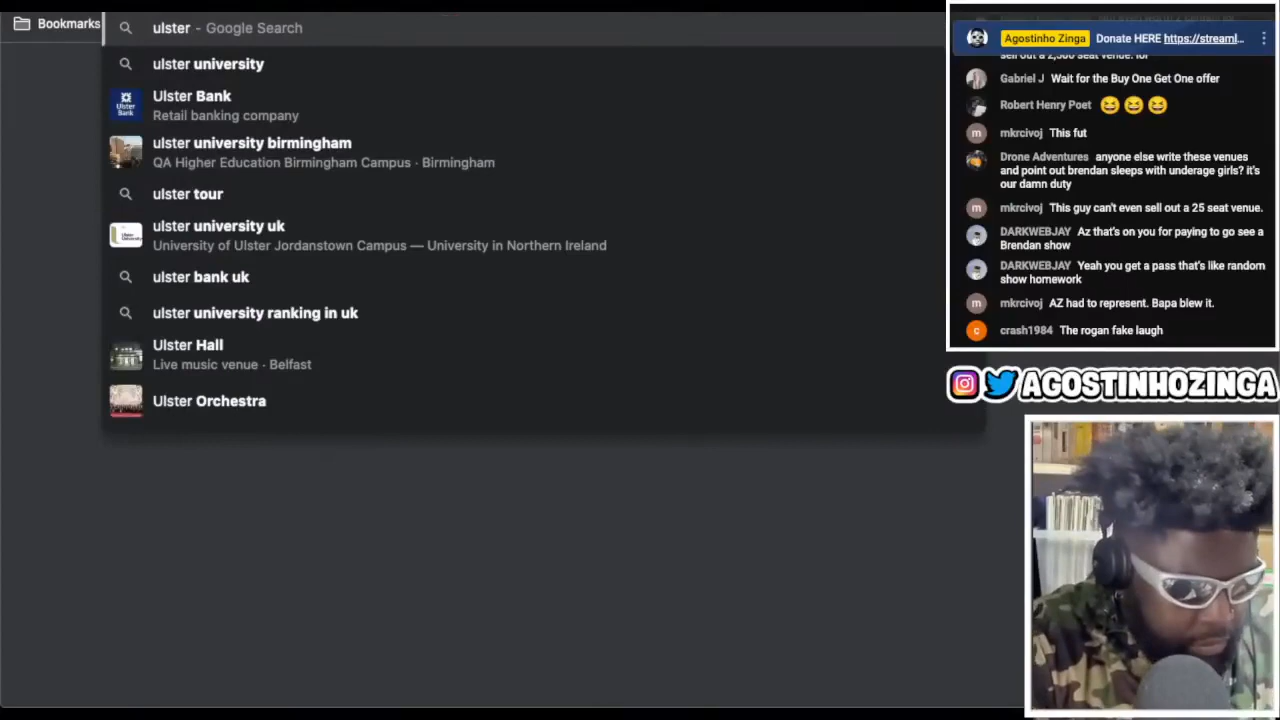 Bookmarks
ulster - Google Search
ulster university
Ulster Bank
Retail banking company
ulster university birmingham
QA Higher Education Birmingham Campus · Birmingham
ulster tour
ulster university uk
University of Ulster Jordanstown Campus — University in Northern Ireland
ulster bank uk
ulster university ranking in uk
Ulster Hall
Live music venue · Belfast
Ulster Orchestra
Agostinho Zinga Donate HERE https://streaml...
Gabriel J Wait for the Buy One Get One offer
Robert Henry Poet
mkrcivoj This fut
Drone Adventures anyone else write these venues
and point out brendan sleeps with underage girls? it's
our damn duty
mkrcivoj This guy can't even sell out a 25 seat venue.
DARKWEBJAY Az that's on you for paying to go see a
Brendan show
DARKWEBJAY Yeah you get a pass that's like random
show homework
mkrcivoj AZ had to represent. Bapa blew it.
crash1984 The rogan fake laugh
AGOSTINHOZINGA
Ulster
Bank